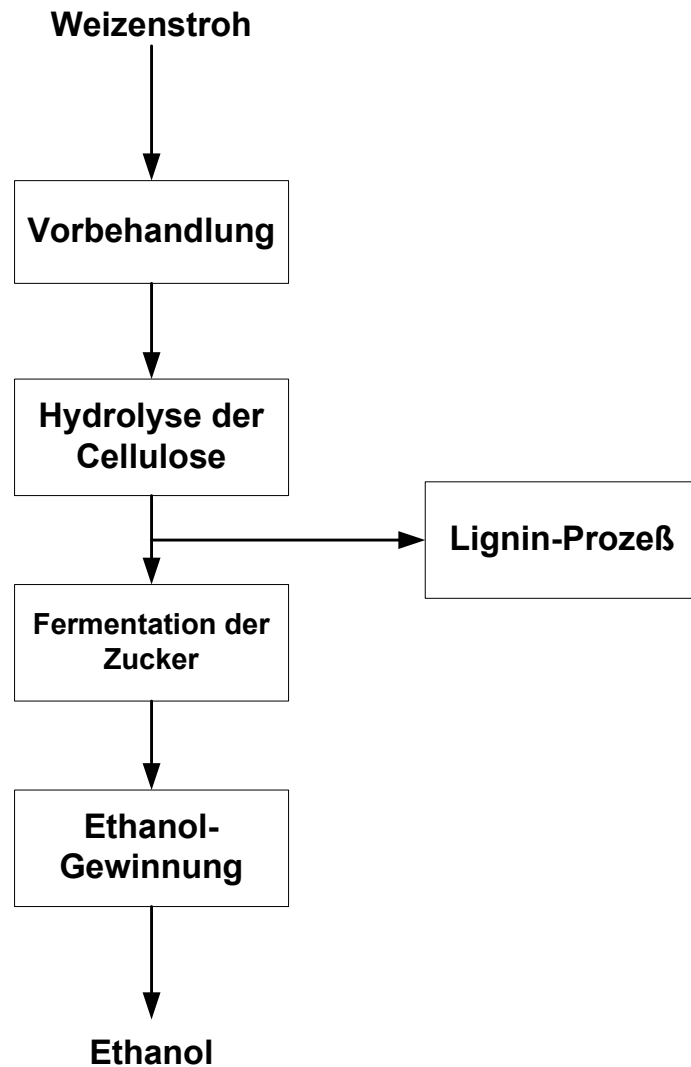 Weizenstroh
Vorbehandlung
Hydrolyse der
Cellulose
Lignin-Prozeß
Fermentation der
Zucker
Ethanol-
Gewinnung
Ethanol